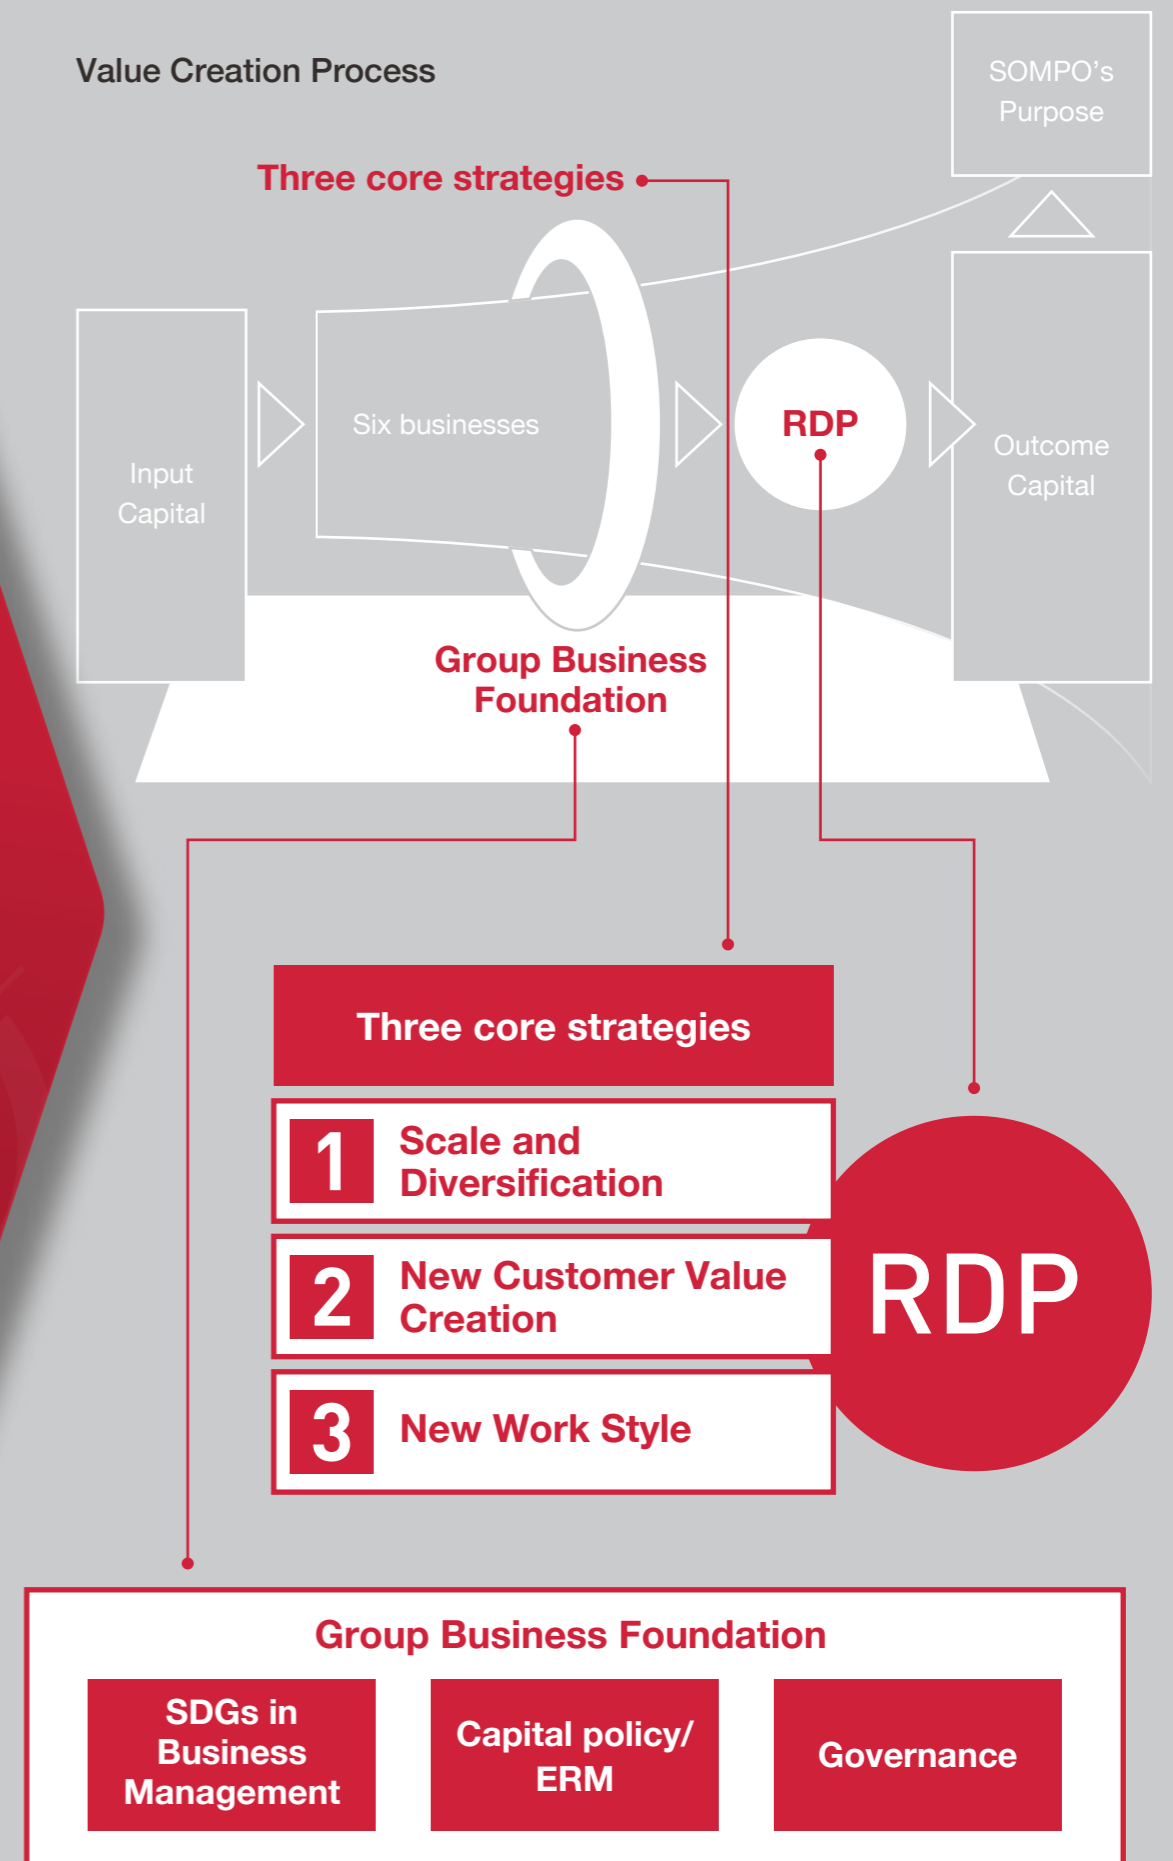 Value Creation Process
SOMPO's
Purpose
Three core strategies
Six businesses
RDP
Input
Capital
Outcome
Capital
Group Business
Foundation
Three core strategies
1
Scale and
Diversification
2
New Customer Value
Creation
3
New Work Style
RDP
Group Business Foundation
SDGs in
Business
Management
Capital policy/
ERM
Governance